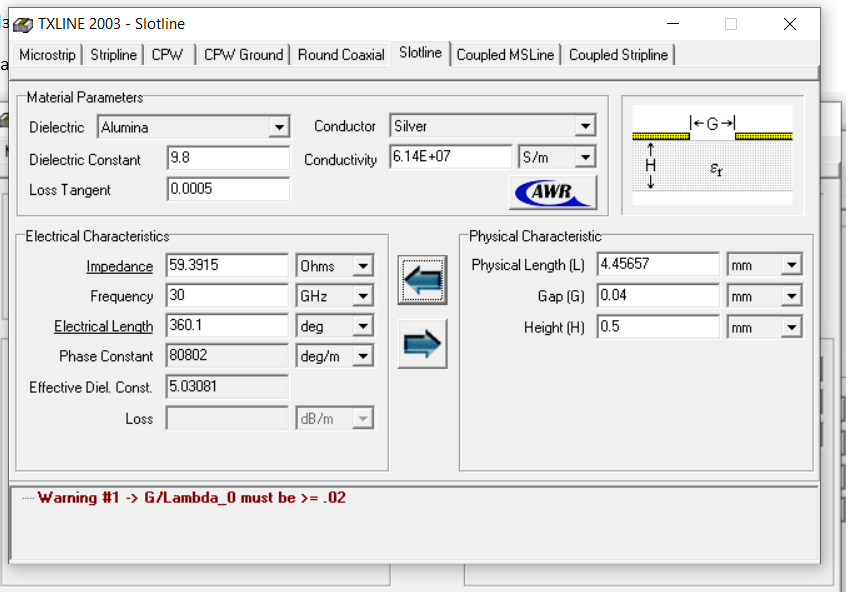 TXLINE 2003 - Slotline
Microstrip Stripline CPW CPW Ground Round Coaxial Slotline Coupled MSLine Coupled Stripline
Material Parameters
Dielectric Alumina Conductor Silver
Dielectric Constant 9.8 Conductivity 6.14E+07 S/m
Loss Tangent 0.0005
AWR
G
H
εr
Electrical Characteristics
Impedance 59.3915 Ohms
Frequency 30 GHz
Electrical Length 360.1 deg
Phase Constant 80802 deg/m
Effective Diel. Const. 5.03081
Loss dB/m
Physical Characteristic
Physical Length (L) 4.45657 mm
Gap (G) 0.04 mm
Height (H) 0.5 mm
Warning #1 -> G/Lambda_0 must be >= .02